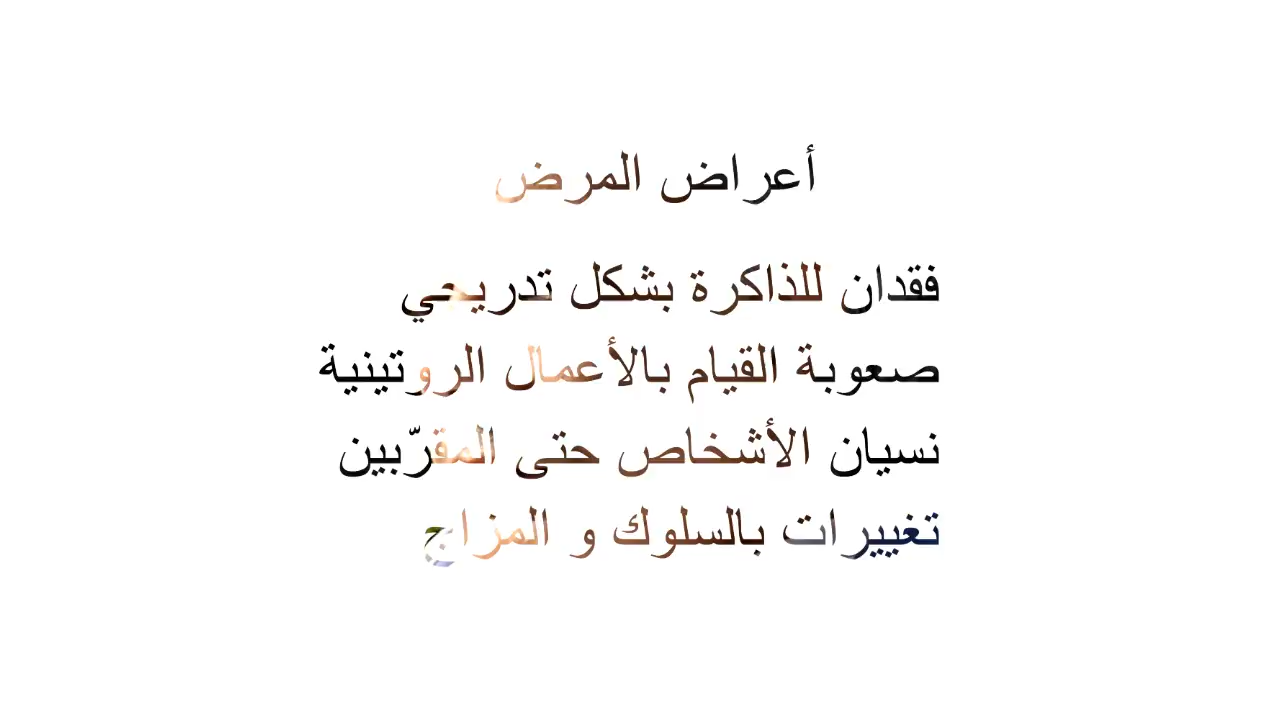 أعراض المرض
فقدان للذاكرة بشكل تدريجي
صعوبة القيام بالأعمال الروتينية
نسيان الأشخاص حتى المقرّبين
تغييرات بالسلوك و المزاج